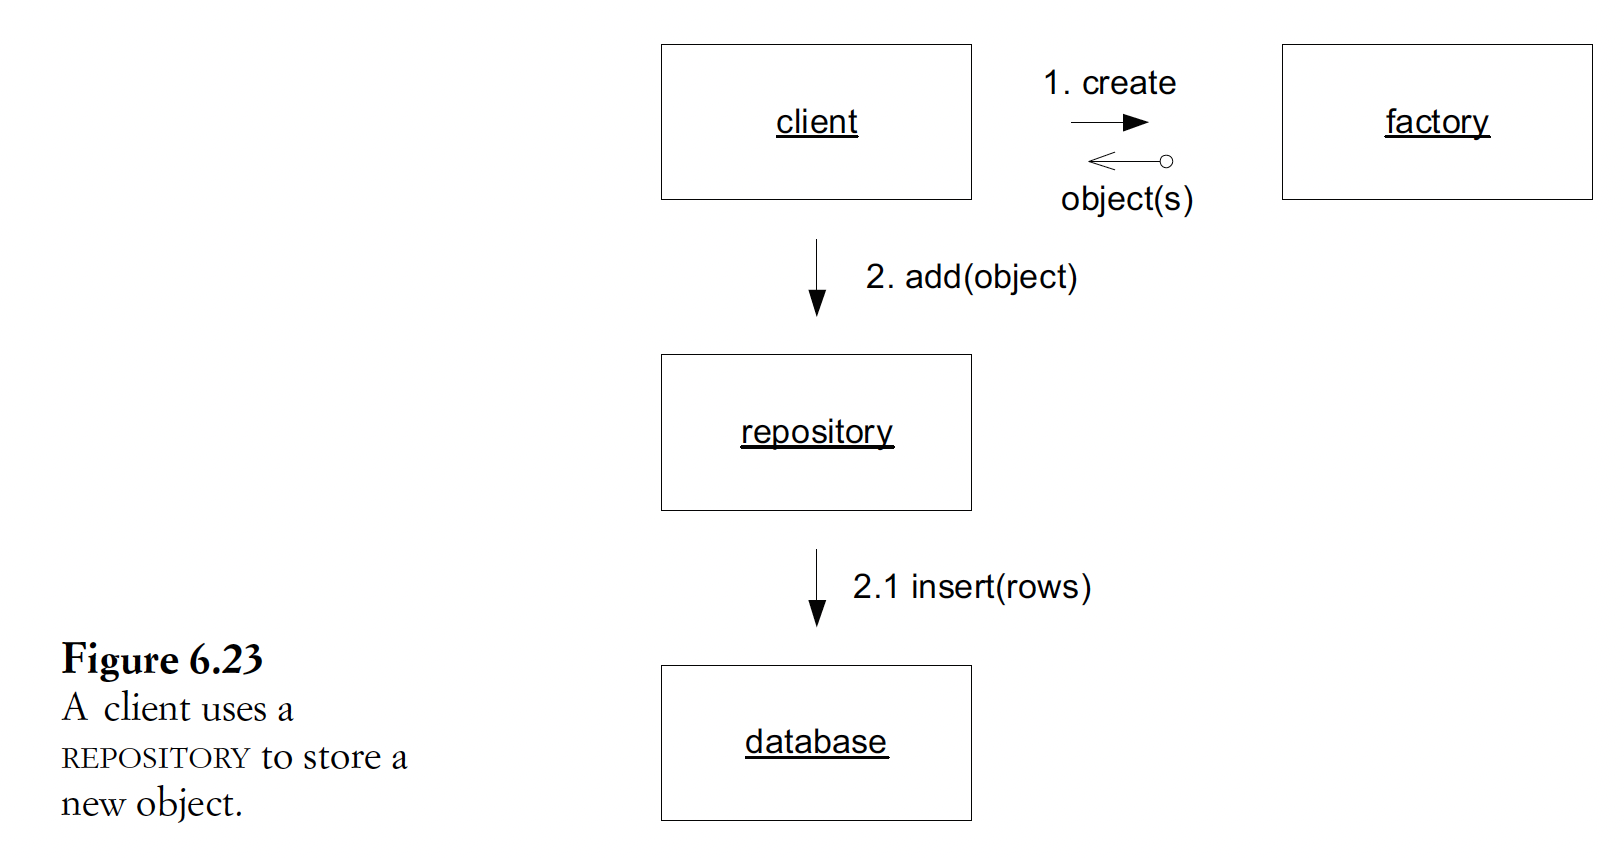 client
1. create
object(s)
factory
2. add(object)
repository
2.1 insert(rows)
database
Figure 6.23
A client uses a
REPOSITORY to store a
new object.